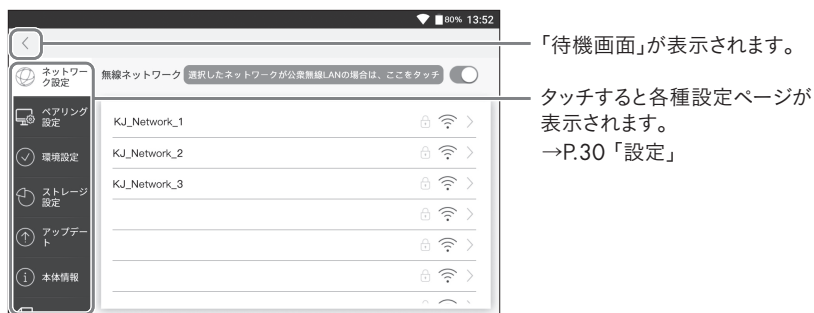 80% 13:52
「待機画面」が表示されます。
ネットワー
ク設定
無線ネットワーク 選択したネットワークが公衆無線LANの場合は、ここをタッチ
タッチすると各種設定ページが
表示されます。
→P.30「設定」
ペアリング
設定
環境設定
ストレージ
設定
アップデー
ト
本体情報
KJ_Network_1
KJ_Network_2
KJ_Network_3